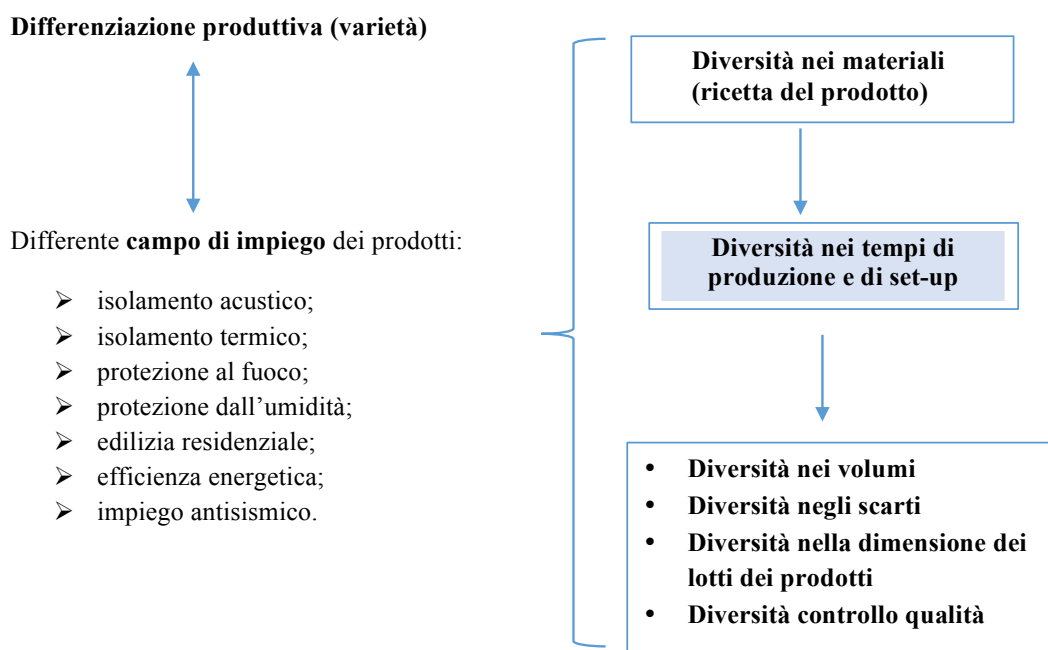 Differenziazione produttiva (varietà)
Differente campo di impiego dei prodotti:
➢ isolamento acustico;
➢ isolamento termico;
➢ protezione al fuoco;
➢ protezione dall’umidità;
➢ edilizia residenziale;
➢ efficienza energetica;
➢ impiego antisismico.
Diversità nei materiali
(ricetta del prodotto)
Diversità nei tempi di
produzione e di set-up
• Diversità nei volumi
• Diversità negli scarti
• Diversità nella dimensione dei
lotti dei prodotti
• Diversità controllo qualità